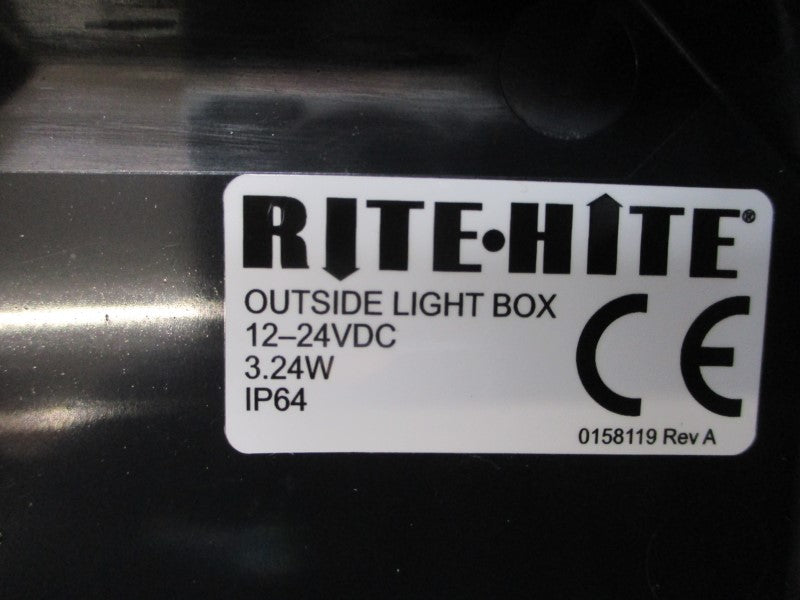 RITE•HITE®
OUTSIDE LIGHT BOX
12–24VDC
3.24W
IP64
CE
0158119 Rev A